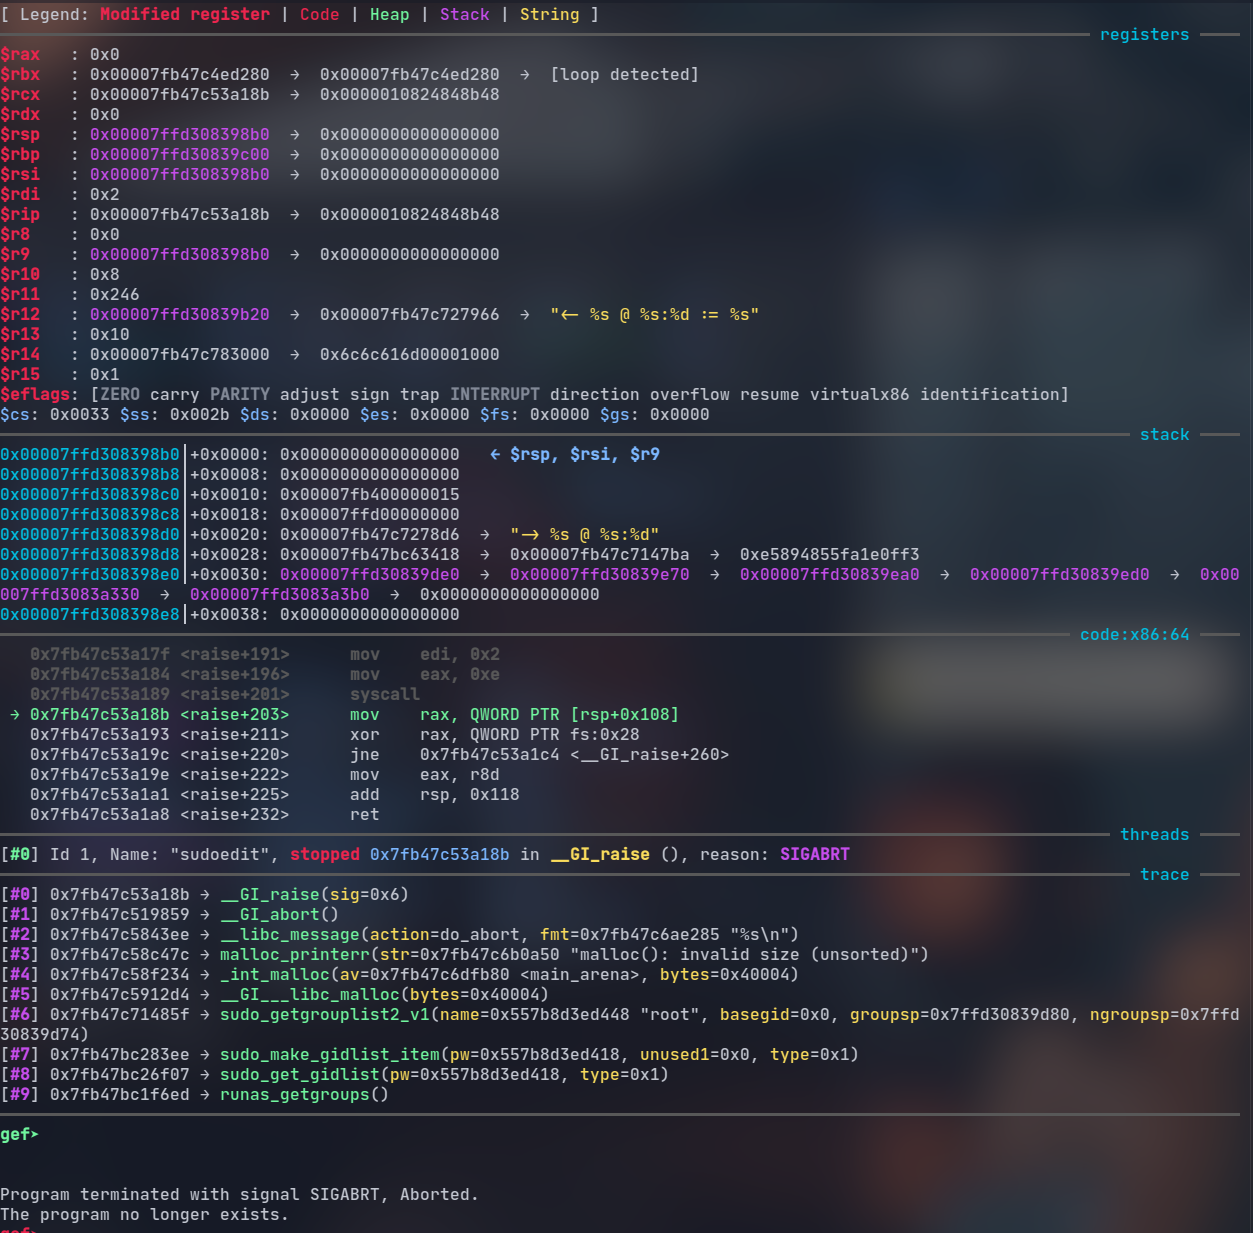 [ Legend: Modified register | Code | Heap | Stack | String ]
registers
$rax   : 0x0
$rbx   : 0x00007fb47c4ed280  →  0x00007fb47c4ed280  →  [loop detected]
$rcx   : 0x00007fb47c53a18b  →  0x0000010824848b48
$rdx   : 0x0
$rsp   : 0x00007ffd308398b0  →  0x0000000000000000
$rbp   : 0x00007ffd30839c00  →  0x0000000000000000
$rsi   : 0x00007ffd308398b0  →  0x0000000000000000
$rdi   : 0x2
$rip   : 0x00007fb47c53a18b  →  0x0000010824848b48
$r8    : 0x0
$r9    : 0x00007ffd308398b0  →  0x0000000000000000
$r10   : 0x8
$r11   : 0x246
$r12   : 0x00007ffd30839b20  →  0x00007fb47c727966  →  "<- %s @ %s:%d := %s"
$r13   : 0x10
$r14   : 0x00007fb47c783000  →  0x6c6c616d00001000
$r15   : 0x1
$eflags: [ZERO carry PARITY adjust sign trap INTERRUPT direction overflow resume virtualx86 identification]
$cs: 0x0033 $ss: 0x002b $ds: 0x0000 $es: 0x0000 $fs: 0x0000 $gs: 0x0000
stack
0x00007ffd308398b0│+0x0000: 0x0000000000000000   ← $rsp, $rsi, $r9
0x00007ffd308398b8│+0x0008: 0x0000000000000000
0x00007ffd308398c0│+0x0010: 0x00007fb400000015
0x00007ffd308398c8│+0x0018: 0x00007ffd00000000
0x00007ffd308398d0│+0x0020: 0x00007fb47c7278d6  →  "-> %s @ %s:%d"
0x00007ffd308398d8│+0x0028: 0x00007fb47bc63418  →  0x00007fb47c7147ba  →  0xe5894855fa1e0ff3
0x00007ffd308398e0│+0x0030: 0x00007ffd30839de0  →  0x00007ffd30839e70  →  0x00007ffd30839ea0  →  0x00007ffd30839ed0  →  0x00
007ffd3083a330  →  0x00007ffd3083a3b0  →  0x0000000000000000
0x00007ffd308398e8│+0x0038: 0x0000000000000000
code:x86:64
0x7fb47c53a17f <raise+191>      mov    edi, 0x2
0x7fb47c53a184 <raise+196>      mov    eax, 0xe
0x7fb47c53a189 <raise+201>      syscall
→ 0x7fb47c53a18b <raise+203>      mov    rax, QWORD PTR [rsp+0x108]
0x7fb47c53a193 <raise+211>      xor    rax, QWORD PTR fs:0x28
0x7fb47c53a19c <raise+220>      jne    0x7fb47c53a1c4 <__GI_raise+260>
0x7fb47c53a19e <raise+222>      mov    eax, r8d
0x7fb47c53a1a1 <raise+225>      add    rsp, 0x118
0x7fb47c53a1a8 <raise+232>      ret
threads
[#0] Id 1, Name: "sudoedit", stopped 0x7fb47c53a18b in __GI_raise (), reason: SIGABRT
trace
[#0] 0x7fb47c53a18b → __GI_raise(sig=0x6)
[#1] 0x7fb47c519859 → __GI_abort()
[#2] 0x7fb47c5843ee → __libc_message(action=do_abort, fmt=0x7fb47c6ae285 "%s\n")
[#3] 0x7fb47c58c47c → malloc_printerr(str=0x7fb47c6b0a50 "malloc(): invalid size (unsorted)")
[#4] 0x7fb47c58f234 → _int_malloc(av=0x7fb47c6dfb80 <main_arena>, bytes=0x40004)
[#5] 0x7fb47c5912d4 → __GI___libc_malloc(bytes=0x40004)
[#6] 0x7fb47c71485f → sudo_getgrouplist2_v1(name=0x557b8d3ed448 "root", basegid=0x0, groupsp=0x7ffd30839d80, ngroupsp=0x7ffd
30839d74)
[#7] 0x7fb47bc283ee → sudo_make_gidlist_item(pw=0x557b8d3ed418, unused1=0x0, type=0x1)
[#8] 0x7fb47bc26f07 → sudo_get_gidlist(pw=0x557b8d3ed418, type=0x1)
[#9] 0x7fb47bc1f6ed → runas_getgroups()
gef➤
Program terminated with signal SIGABRT, Aborted.
The program no longer exists.
gef➤